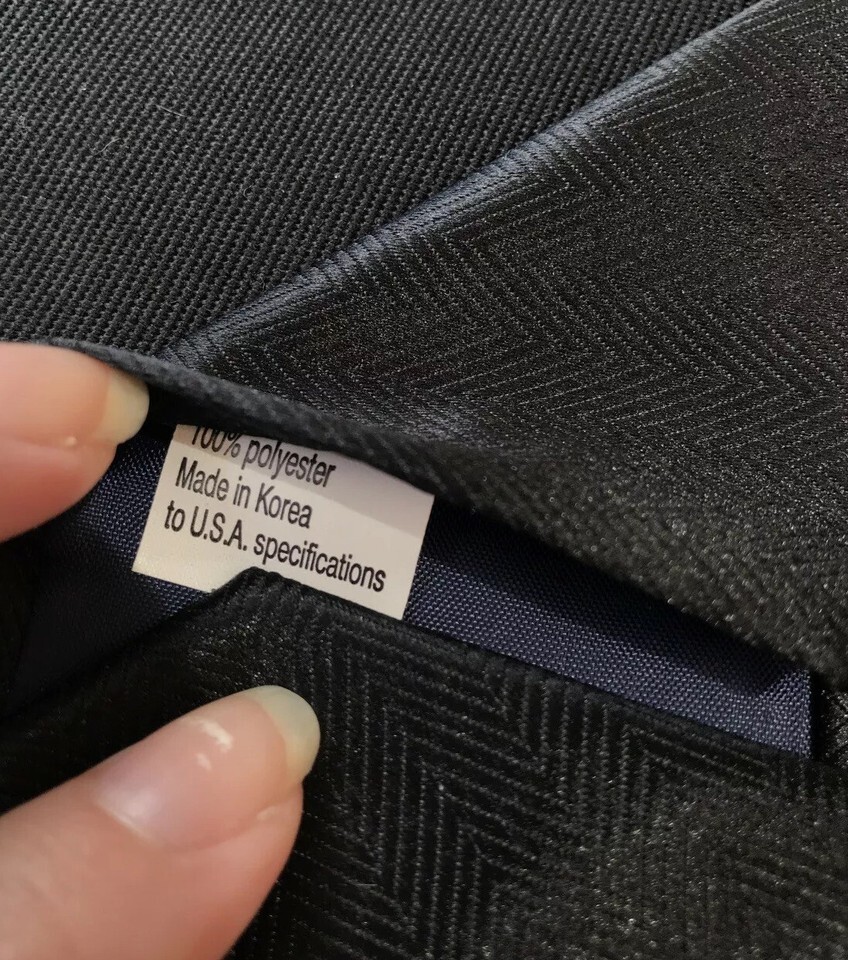 100% polyester
Made in Korea
to U.S.A. specifications